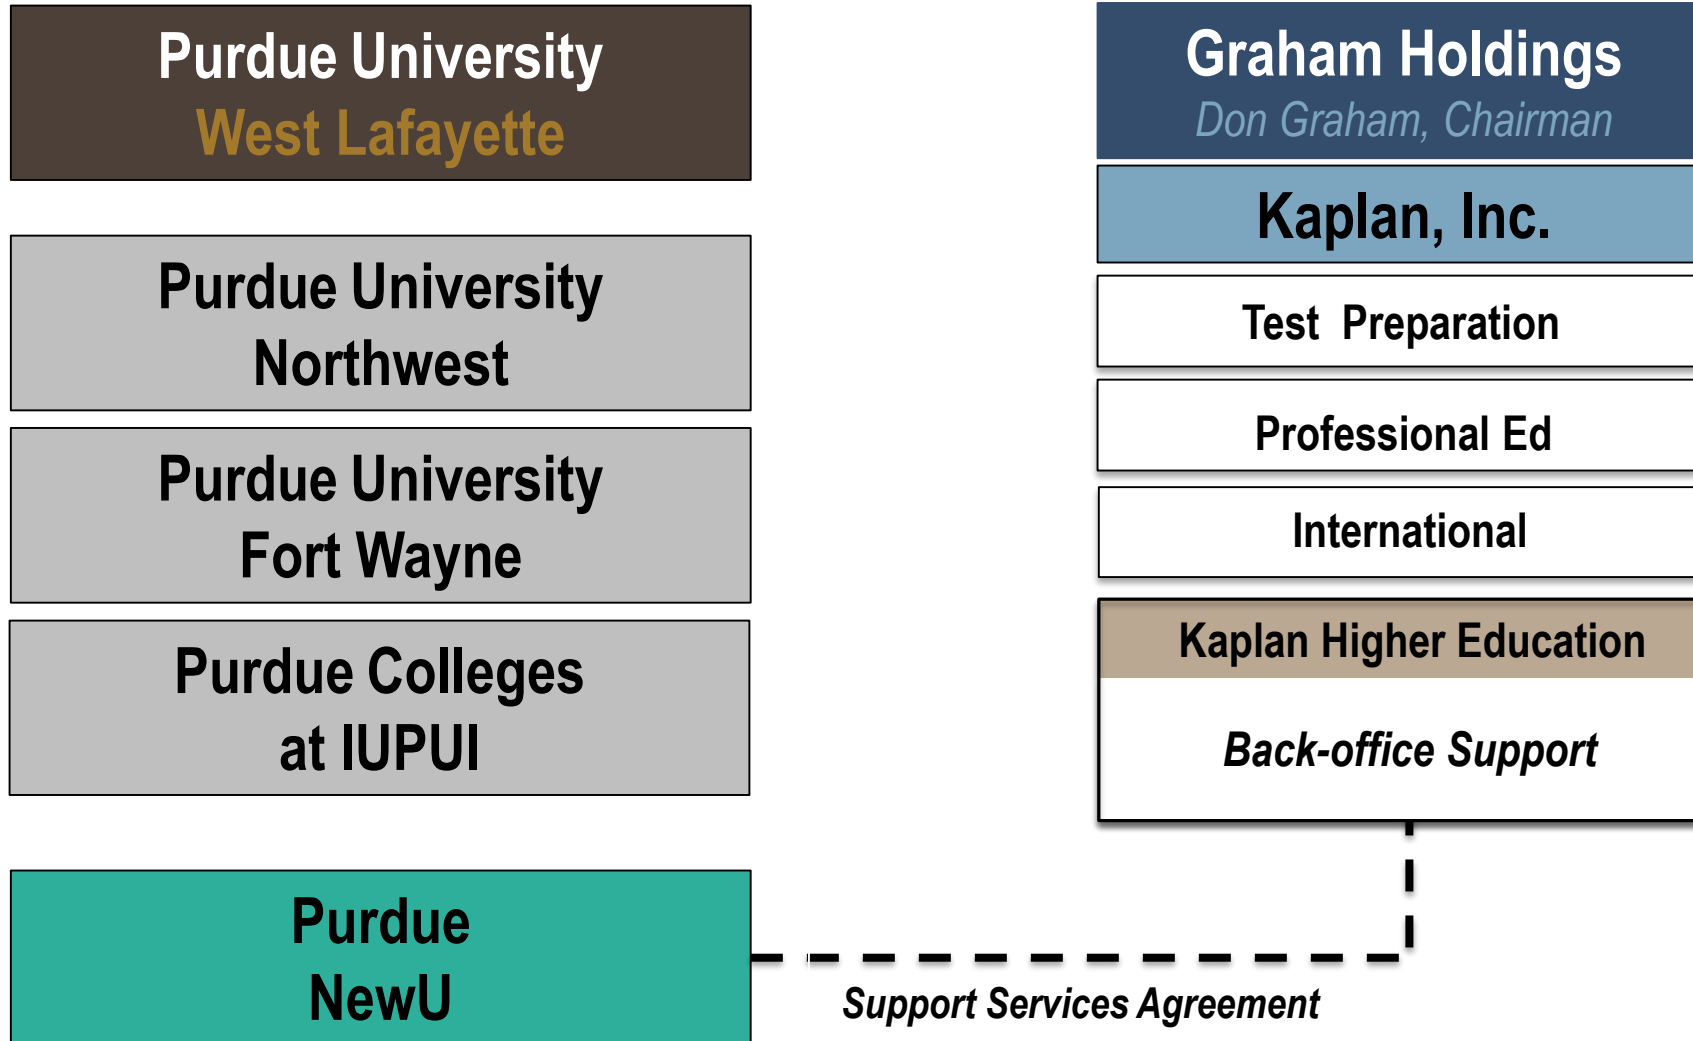 Purdue University
West Lafayette
Purdue University
Northwest
Purdue University
Fort Wayne
Purdue Colleges
at IUPUI
Purdue
NewU
Graham Holdings
Don Graham, Chairman
Kaplan, Inc.
Test Preparation
Professional Ed
International
Kaplan Higher Education
Back-office Support
Support Services Agreement